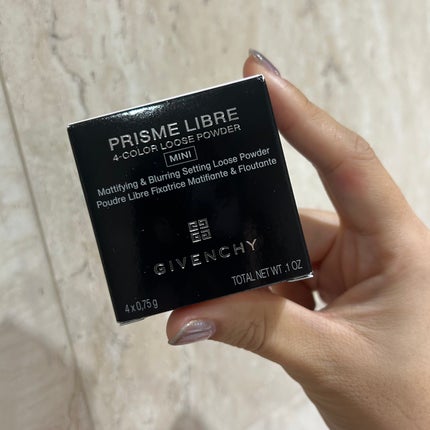 PRISME LIBRE
4-COLOR LOOSE POWDER
MINI
Mattifying & Blurring Setting Loose Powder
Poudre Libre Fixatrice Matifiante & Floutante
GIVENCHY
4 x 0,75 g
TOTAL NET WT .1 OZ